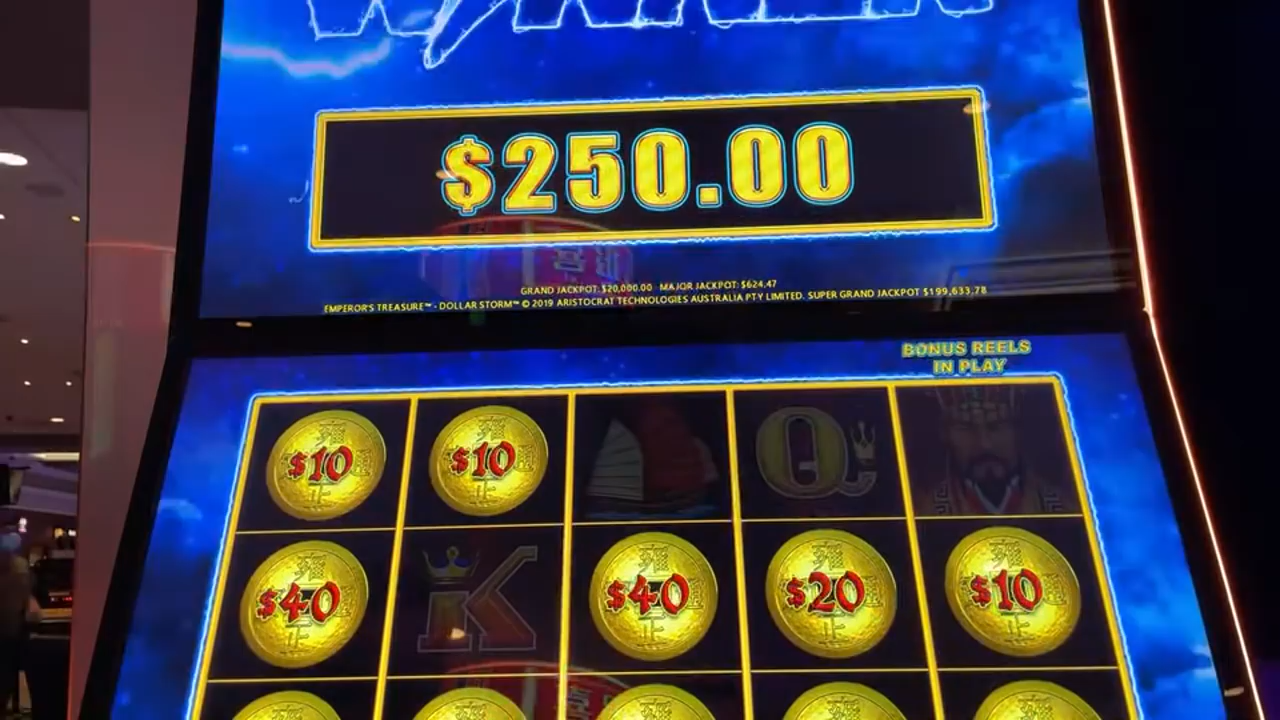 WINNER
$250.00
GRAND JACKPOT: $20,000.00 MAJOR JACKPOT: $624.47
EMPEROR'S TREASURE™ - DOLLAR STORM™ © 2019 ARISTOCRAT TECHNOLOGIES AUSTRALIA PTY LIMITED. SUPER GRAND JACKPOT $199,633.78
BONUS REELS
IN PLAY
$10 $10 Q
$40 K $40 $20 $10